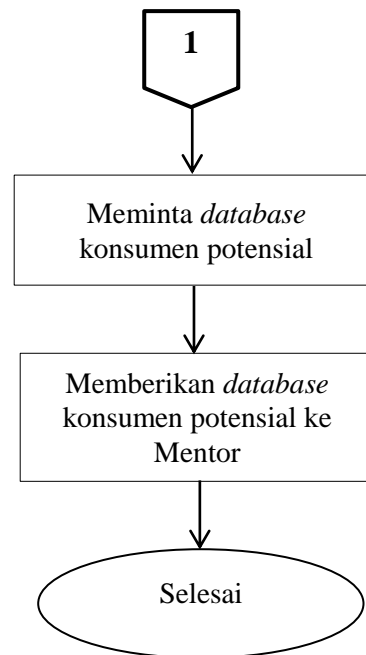 1
Meminta database
konsumen potensial
Memberikan database
konsumen potensial ke
Mentor
Selesai